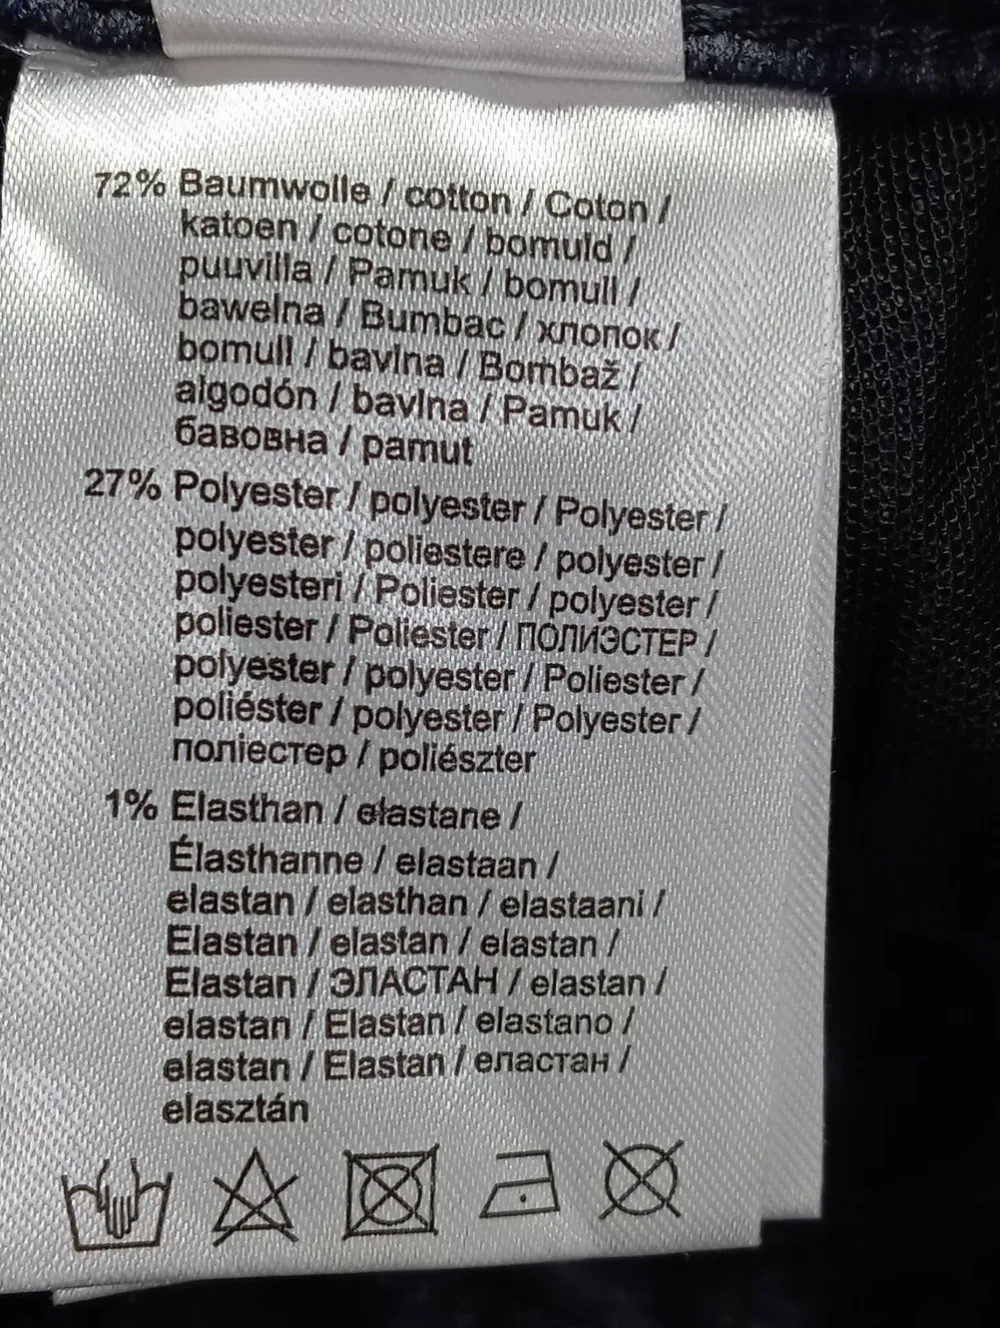 72% Baumwolle / cotton / Coton /
katoen / cotone / bomuld /
puuvilla / Pamuk / bomull /
bawelna / Bumbac / хлопок /
bomull / bavlna / Bombaž /
algodón / bavlna / Pamuk /
бавовна / pamut
27% Polyester / polyester / Polyester /
polyester / poliestere / polyester /
polyesteri / Poliester / polyester /
poliester / Poliester / ПОЛИЭСТЕР /
polyester / polyester / Poliester /
poliéster / polyester / Polyester /
поліестер / poliészter
1% Elasthan / elastane /
Élasthanne / elastaan /
elastan / elasthan / elastaani /
Elastan / elastan / elastan /
Elastan / ЭЛАСТАН / elastan /
elastan / Elastan / elastano /
elastan / Elastan / еластан /
elasztán